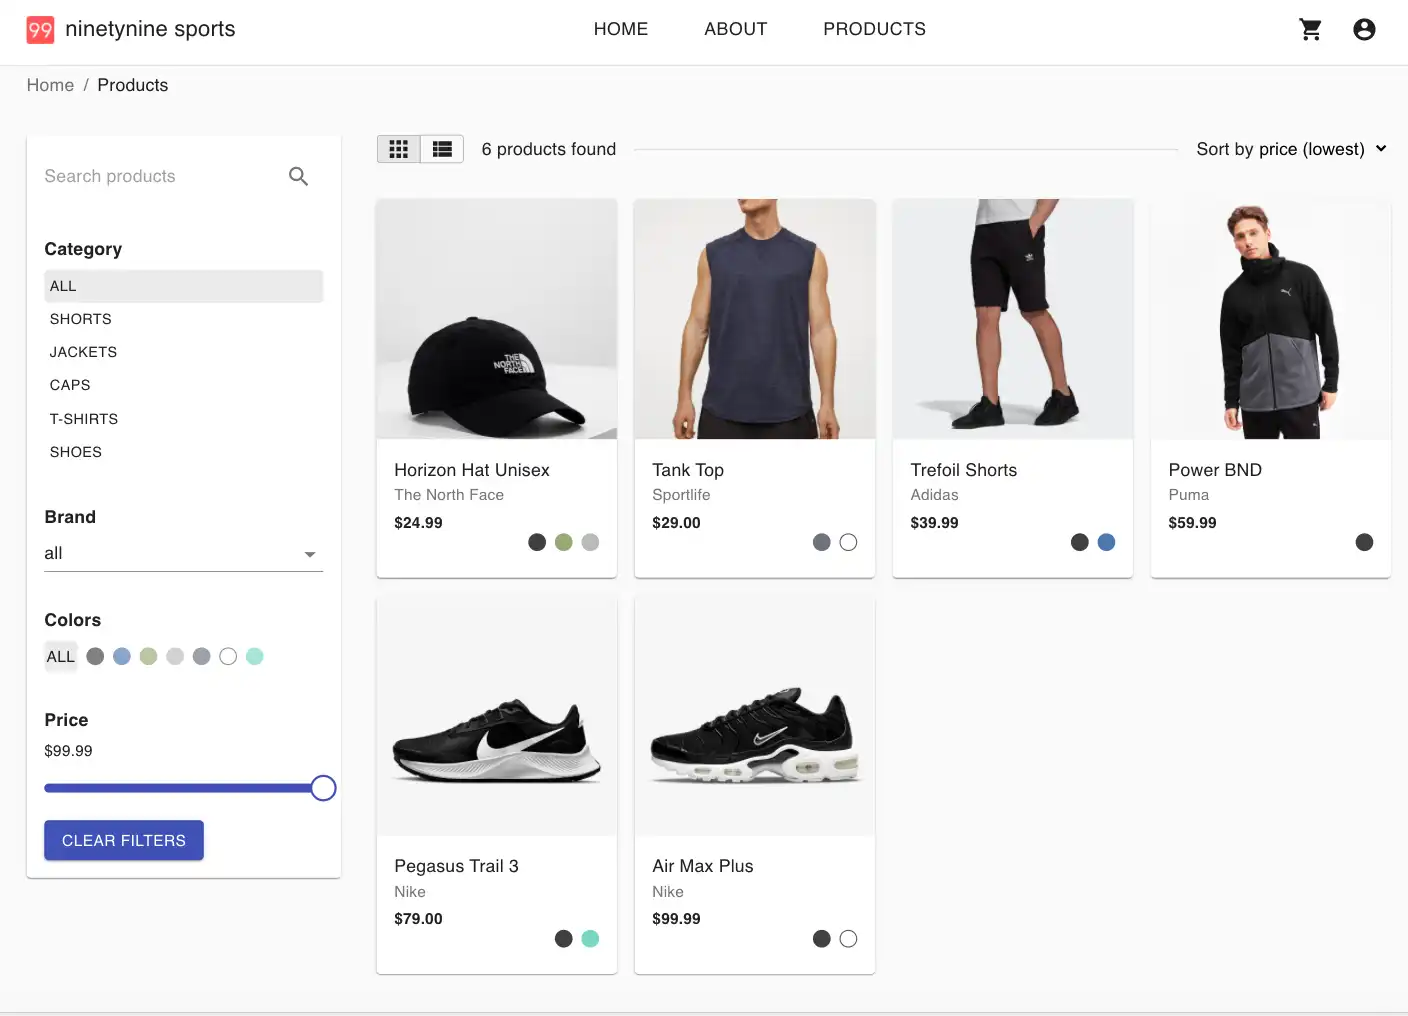 99 ninetynine sports
HOME ABOUT PRODUCTS
Home / Products
Search products
6 products found
Sort by price (lowest)
Category
ALL
SHORTS
JACKETS
CAPS
T-SHIRTS
SHOES
Brand
all
Colors
ALL
Price
$99.99
CLEAR FILTERS
THE
NORTH
FACE
Horizon Hat Unisex
The North Face
$24.99
Tank Top
Sportlife
$29.00
Trefoil Shorts
Adidas
$39.99
Power BND
Puma
$59.99
Pegasus Trail 3
Nike
$79.00
Air Max Plus
Nike
$99.99